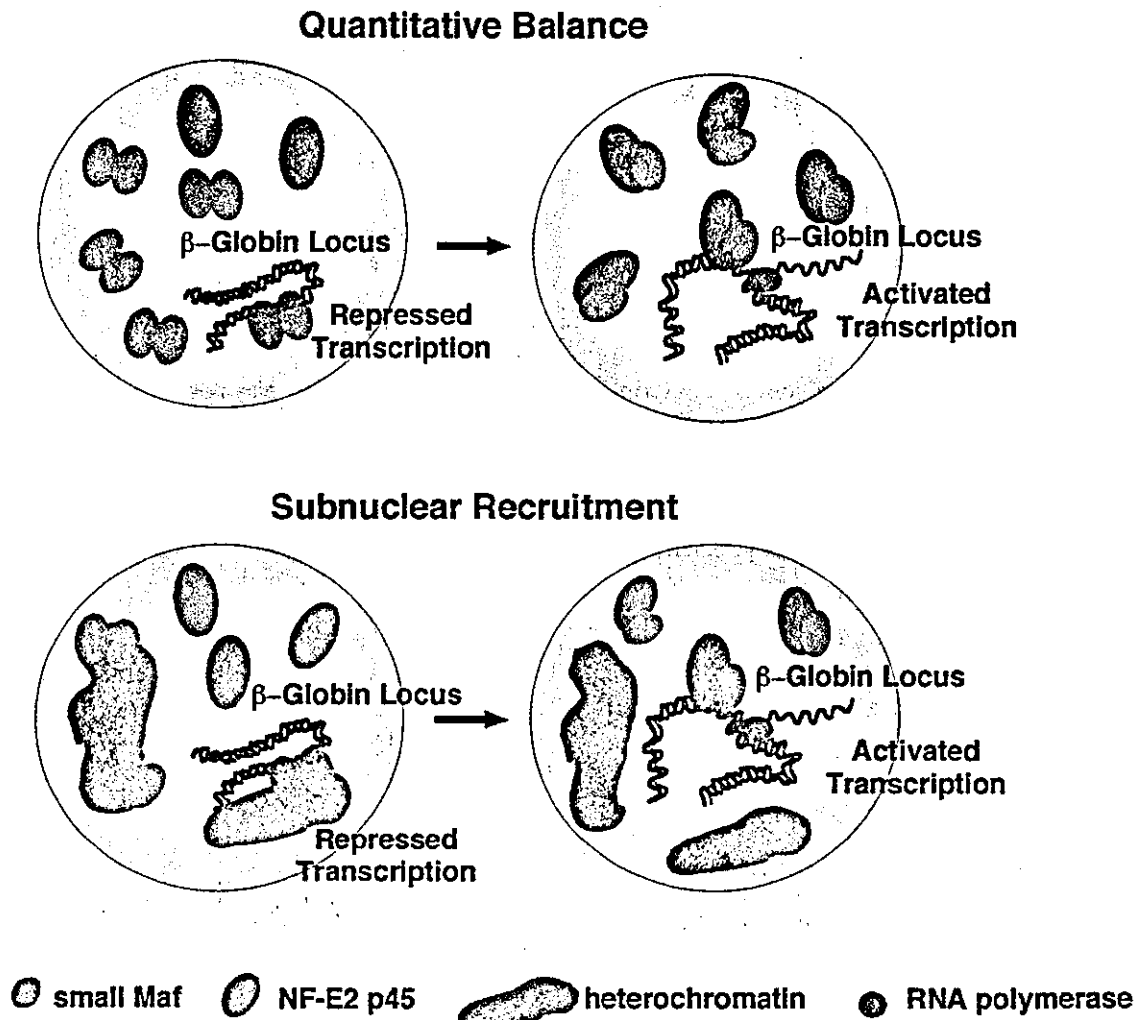 Quantitative Balance
β–Globin Locus
Repressed
Transcription
β–Globin Locus
Activated
Transcription
Subnuclear Recruitment
β–Globin Locus
Repressed
Transcription
β–Globin Locus
Activated
Transcription
small Maf NF-E2 p45 heterochromatin RNA polymerase